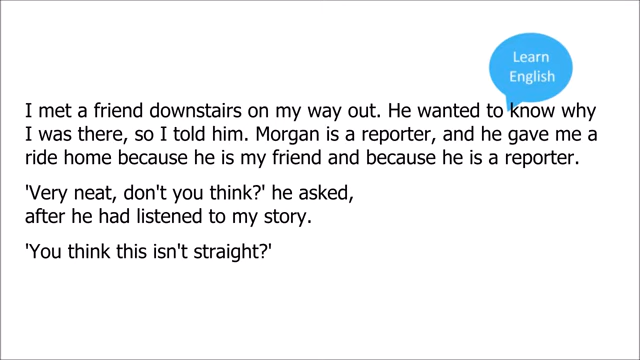 Learn
English
I met a friend downstairs on my way out. He wanted to know why
I was there, so I told him. Morgan is a reporter, and he gave me a
ride home because he is my friend and because he is a reporter.
'Very neat, don't you think?' he asked,
after he had listened to my story.
'You think this isn't straight?'